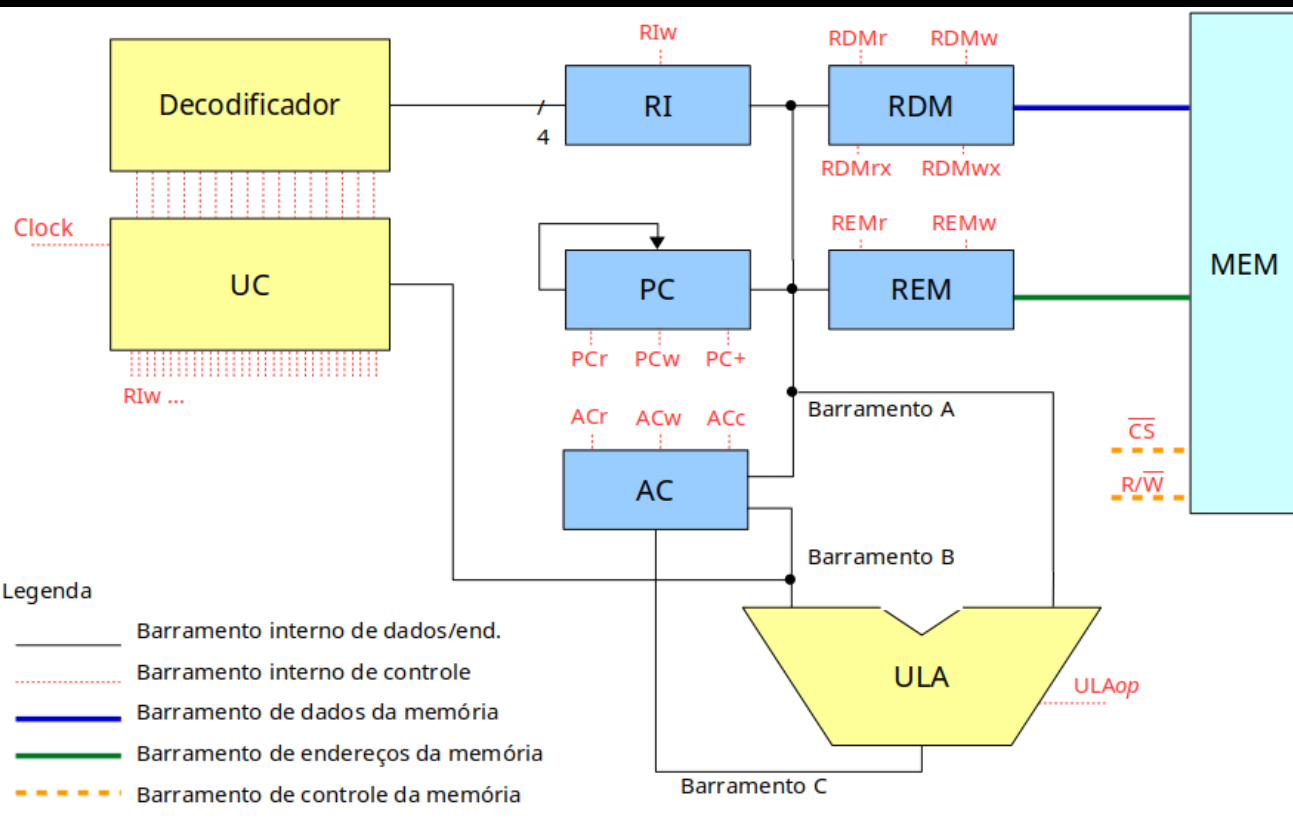 RIw
RDMr
RDMw
Decodificador
RI
RDM
/
4
RDMrx
RDMwx
Clock
REMr
REMw
UC
PC
REM
MEM
PCr
PCw
PC+
RIw ...
ACr
ACw
ACc
Barramento A
CS
R/W
AC
Barramento B
Legenda
Barramento interno de dados/end.
Barramento interno de controle
ULA
ULAop
Barramento de dados da memória
Barramento de endereços da memória
Barramento C
Barramento de controle da memória